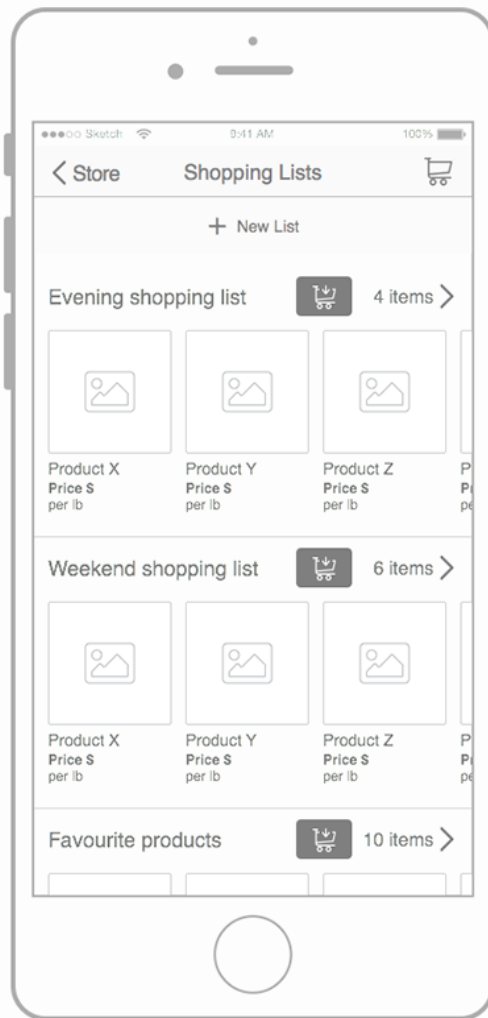 Sketch 9:41 AM 100%
Store Shopping Lists
+ New List
Evening shopping list 4 items
Product X Product Y Product Z P
Price S Price S Price S
per lb per lb per lb
Weekend shopping list 6 items
Product X Product Y Product Z P
Price S Price S Price S
per lb per lb per lb
Favourite products 10 items